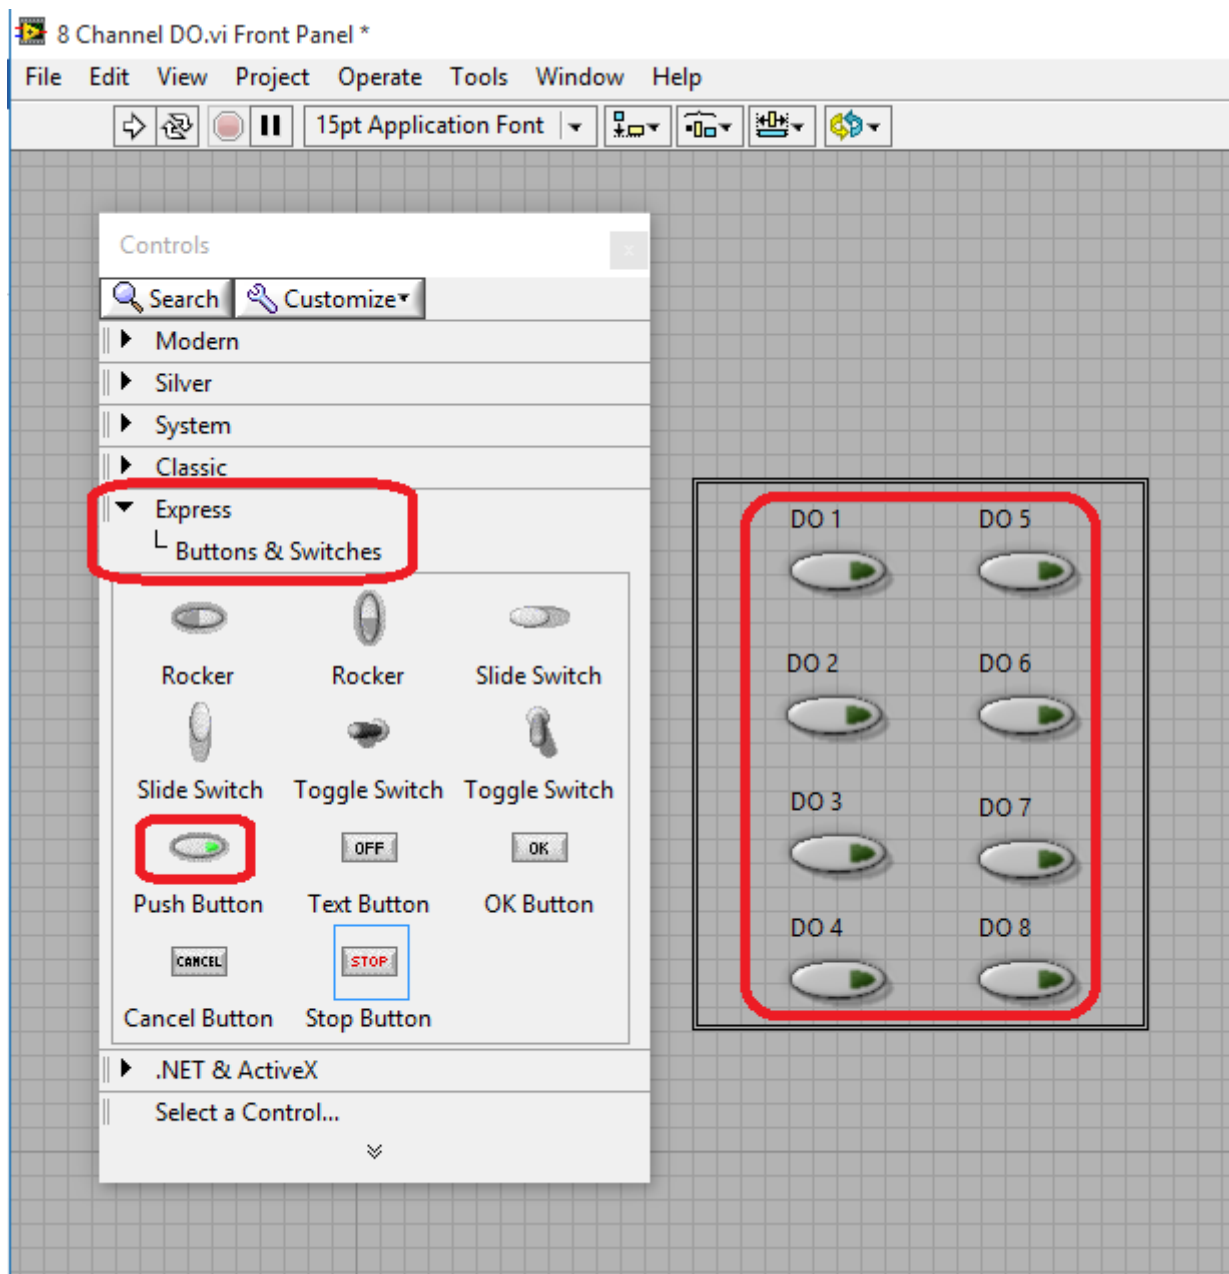 8 Channel DO.vi Front Panel *
File Edit View Project Operate Tools Window Help
15pt Application Font
Controls
Search Customize
Modern
Silver
System
Classic
Express
Buttons & Switches
Rocker Rocker Slide Switch
Slide Switch Toggle Switch Toggle Switch
OFF OK
Push Button Text Button OK Button
CANCEL STOP
Cancel Button Stop Button
.NET & ActiveX
Select a Control...
DO 1 DO 5
DO 2 DO 6
DO 3 DO 7
DO 4 DO 8